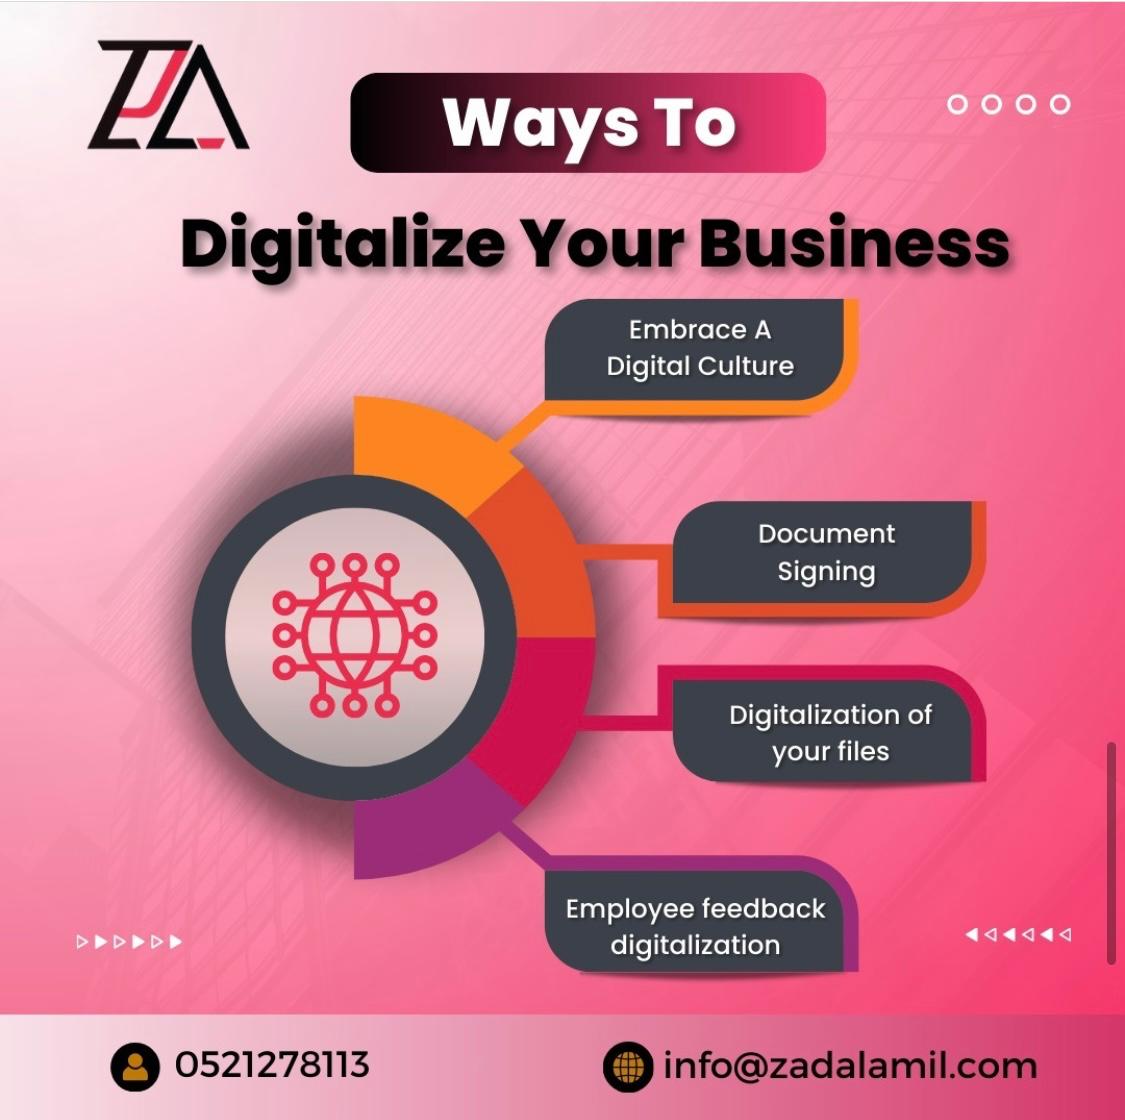 ZA
Ways To
Digitalize Your Business
Embrace A
Digital Culture
Document
Signing
Digitalization of
your files
Employee feedback
digitalization
0521278113
info@zadalamil.com